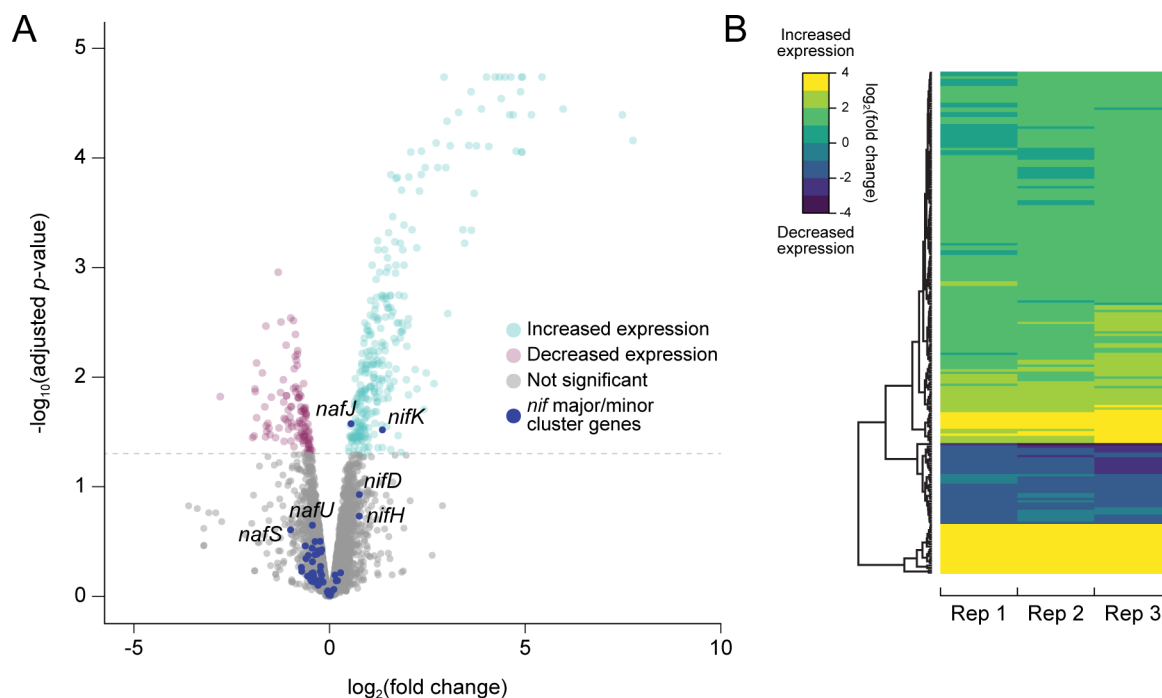 A
5
4
3
2
1
0
-log10(adjusted p-value)
-5
0
5
10
log2(fold change)
nafJ
nifK
nifD
nifH
nafU
nafS
Increased expression
Decreased expression
Not significant
nif major/minor
cluster genes
B
Increased
expression
4
2
0
-2
-4
log2(fold change)
Decreased
expression
Rep 1
Rep 2
Rep 3